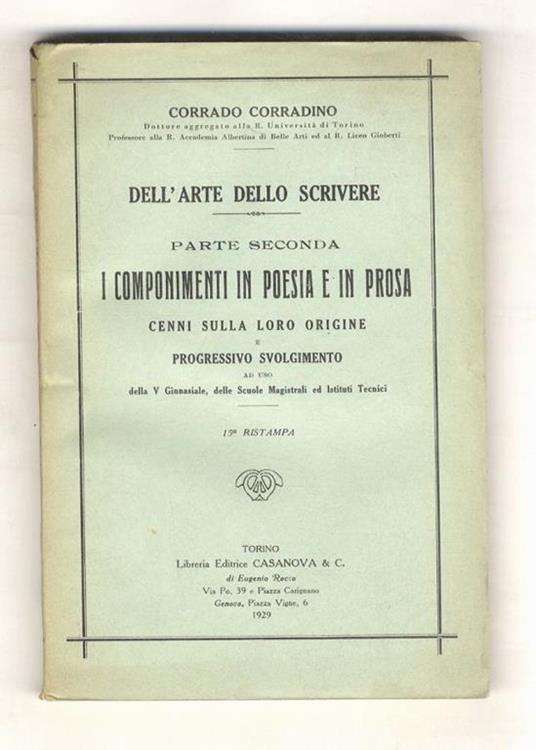 CORRADO CORRADINO
Dottore aggregato alla R. Università di Torino
Professore alla R. Accademia Albertina di Belle Arti ed al R. Liceo Gioberti
DELL'ARTE DELLO SCRIVERE
PARTE SECONDA
I COMPONIMENTI IN POESIA E IN PROSA
CENNI SULLA LORO ORIGINE
E
PROGRESSIVO SVOLGIMENTO
AD USO
della V Ginnasiale, delle Scuole Magistrali ed Istituti Tecnici
15ª RISTAMPA
TORINO
Libreria Editrice CASANOVA & C.
di Eugenio Rocca
Via Po, 39 e Piazza Carignano
Genova, Piazza Vigne, 6
1929